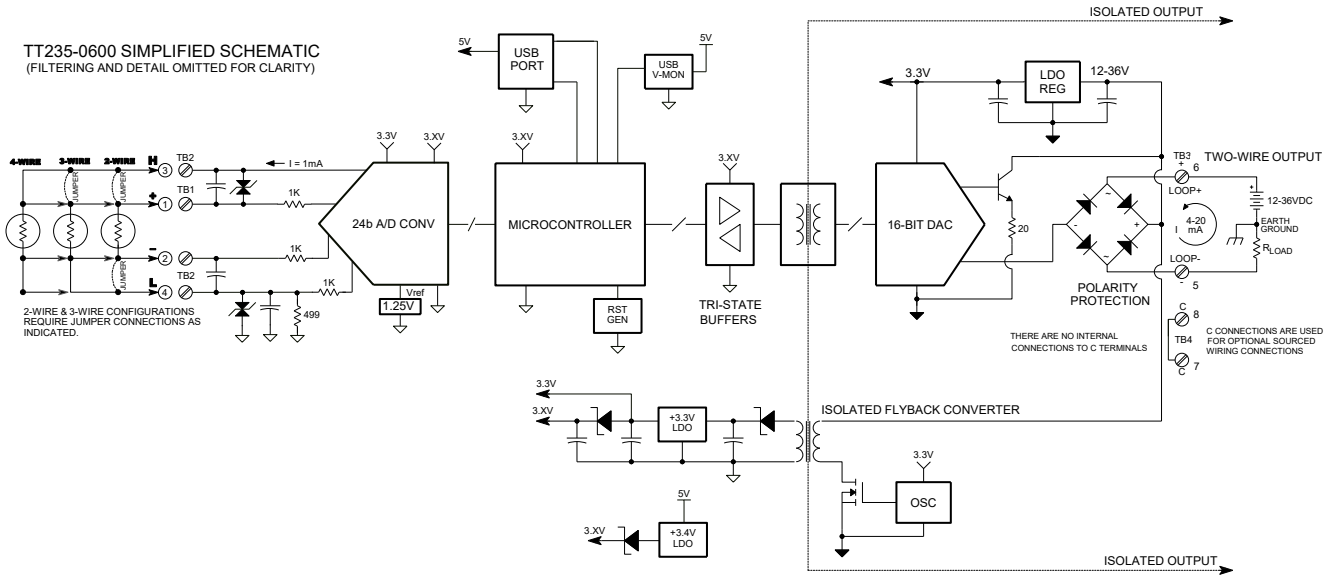 ISOLATED OUTPUT
TT235-0600 SIMPLIFIED SCHEMATIC
(FILTERING AND DETAIL OMITTED FOR CLARITY)
5V
USB
PORT
USB
V-MON
5V
3.3V
LDO
REG
12-36V
4-WIRE
3-WIRE
2-WIRE
JUMPER
JUMPER
JUMPER
H
3
TB2
I = 1mA
+
1
TB1
1K
-
2
1K
L
4
TB2
1K
499
2-WIRE & 3-WIRE CONFIGURATIONS
REQUIRE JUMPER CONNECTIONS AS
INDICATED.
3.3V
3.XV
24b A/D CONV
Vref
1.25V
3.XV
MICROCONTROLLER
RST
GEN
3.XV
TRI-STATE
BUFFERS
16-BIT DAC
20
~
-
+
~
POLARITY
PROTECTION
TB3
+
6
TWO-WIRE OUTPUT
LOOP+
+
12-36VDC
I
4-20
mA
EARTH
GROUND
RLOAD
LOOP-
-
5
THERE ARE NO INTERNAL
CONNECTIONS TO C TERMINALS
C
8
TB4
C
7
C CONNECTIONS ARE USED
FOR OPTIONAL SOURCED
WIRING CONNECTIONS
3.3V
3.XV
+3.3V
LDO
ISOLATED FLYBACK CONVERTER
3.3V
OSC
5V
3.XV
+3.4V
LDO
ISOLATED OUTPUT